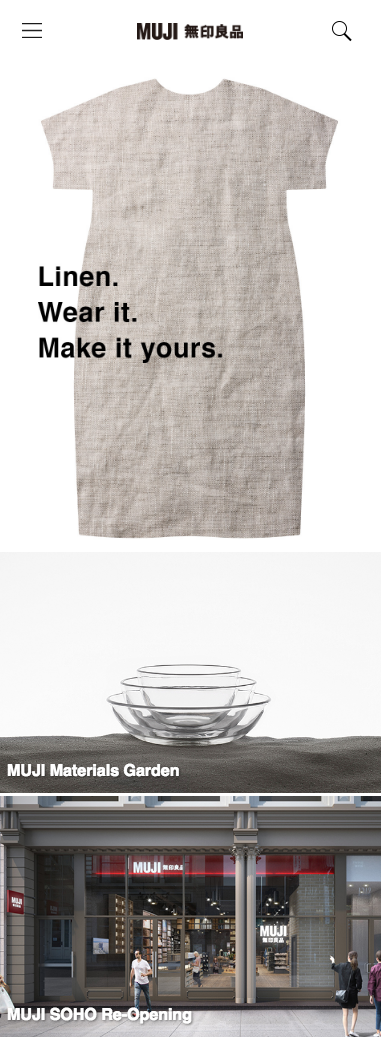 MUJI 無印良品
Linen.
Wear it.
Make it yours.
MUJI Materials Garden
MUJI 無印良品
MUJI
MUJI
無印良品
MUJI SOHO Re-Opening